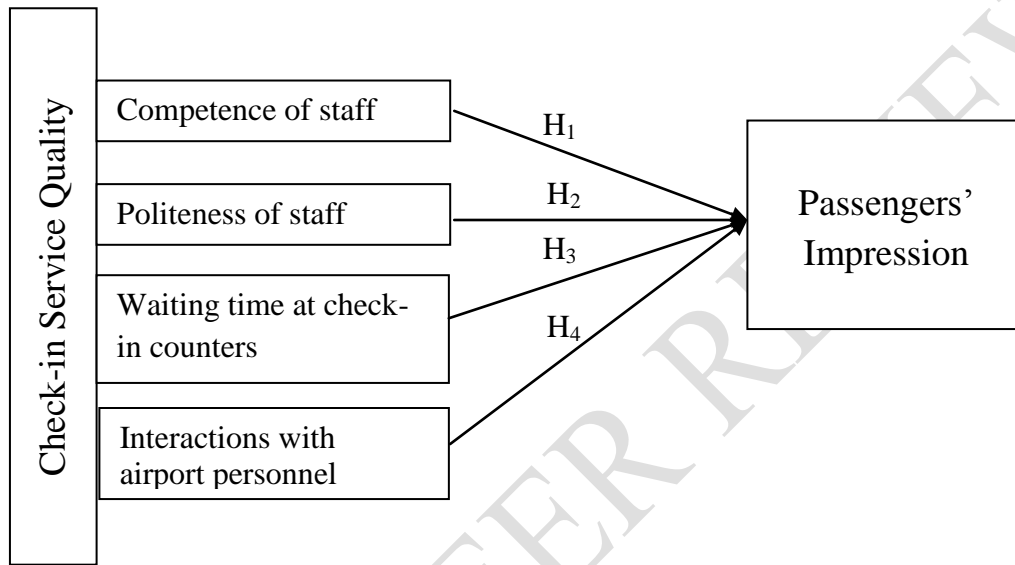 Check-in Service Quality
Competence of staff
Politeness of staff
Waiting time at check-
in counters
Interactions with
airport personnel
H₁
H₂
H₃
H₄
Passengers’
Impression